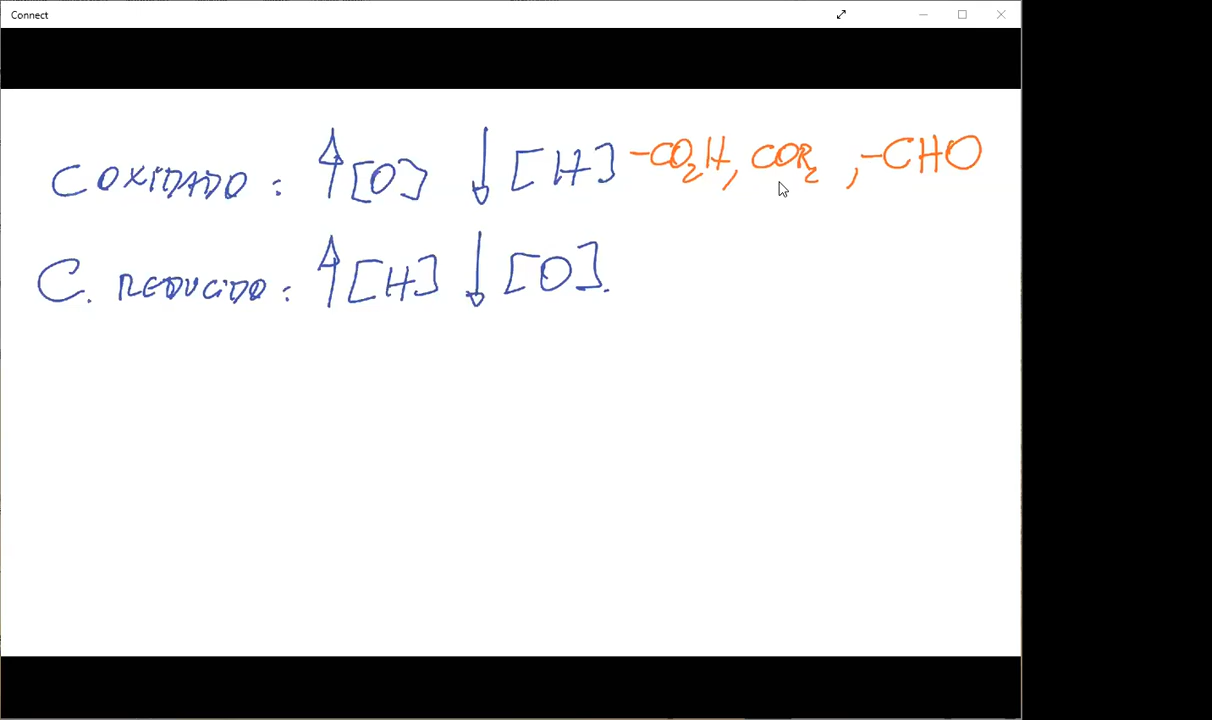 Connect
C OXIDADO : ↑[O] ↓[H] -CO₂H, COR₂, -CHO
C. REDUCIDO : ↑[H] ↓[O].